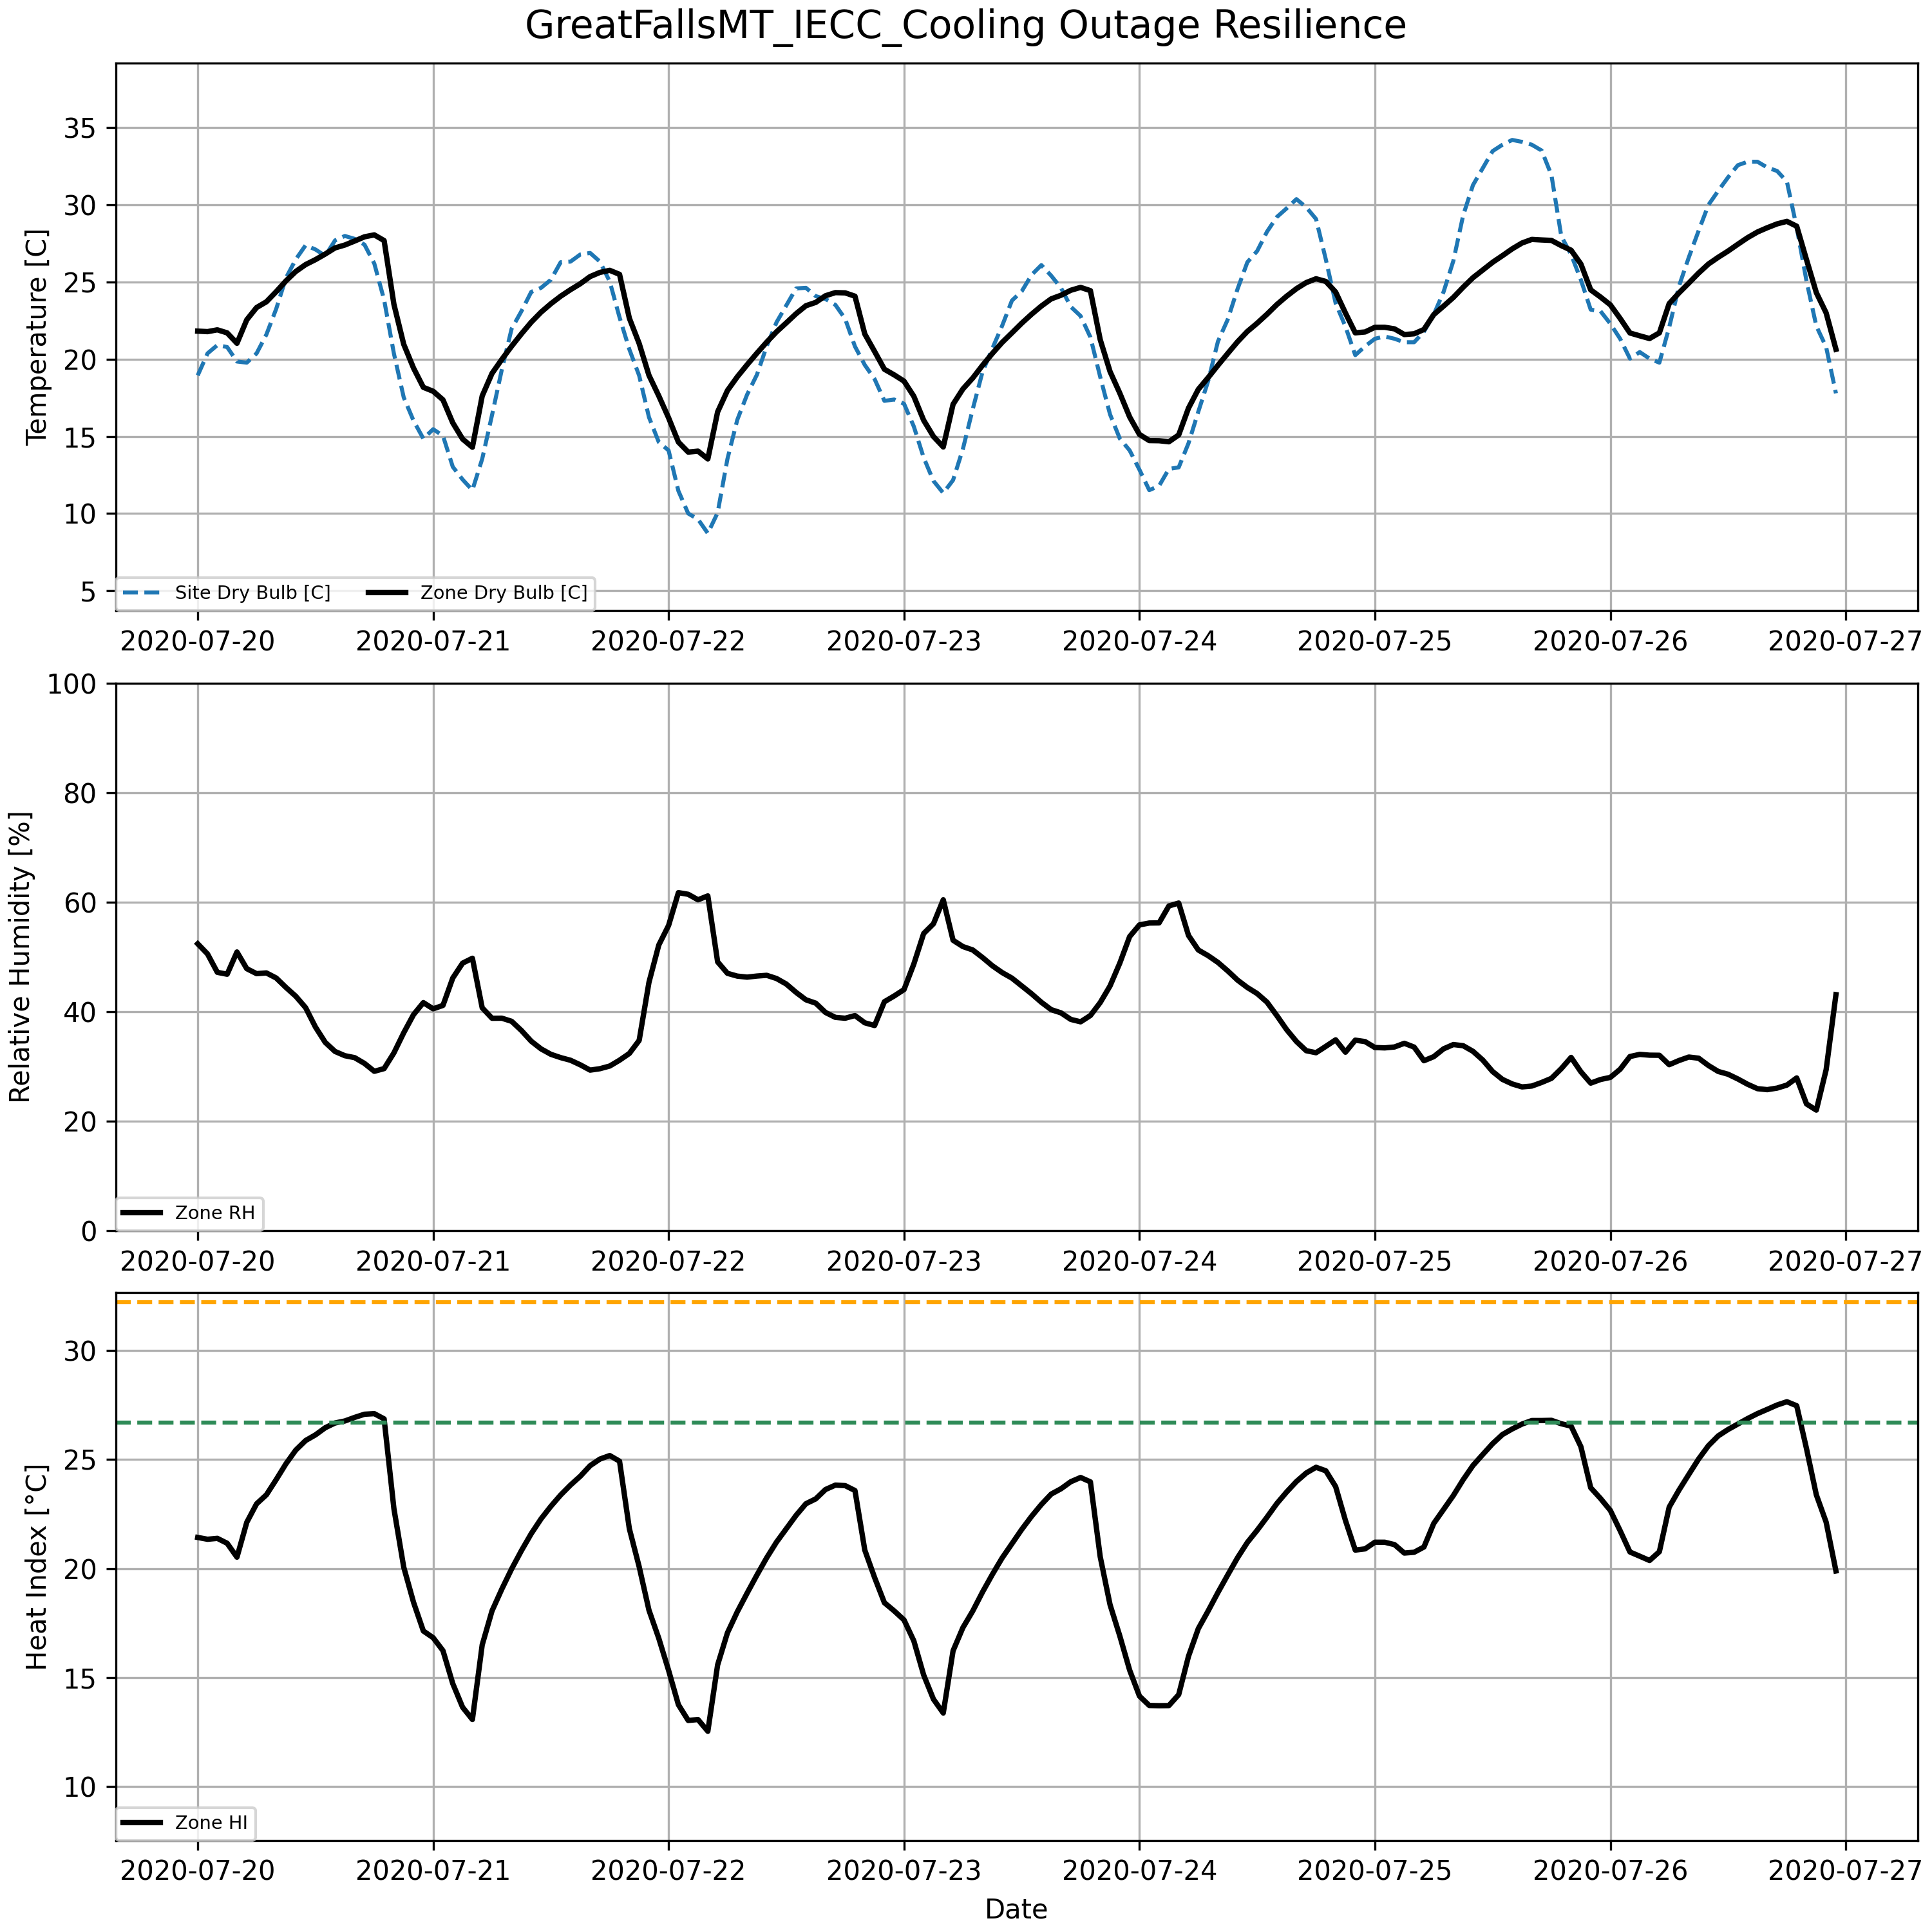 GreatFallsMT_IECC_Cooling Outage Resilience
Temperature [C]
35
30
25
20
15
10
5
Site Dry Bulb [C] Zone Dry Bulb [C]
2020-07-20 2020-07-21 2020-07-22 2020-07-23 2020-07-24 2020-07-25 2020-07-26 2020-07-27
Relative Humidity [%]
100
80
60
40
20
0
Zone RH
2020-07-20 2020-07-21 2020-07-22 2020-07-23 2020-07-24 2020-07-25 2020-07-26 2020-07-27
Heat Index [°C]
30
25
20
15
10
Zone HI
2020-07-20 2020-07-21 2020-07-22 2020-07-23 2020-07-24 2020-07-25 2020-07-26 2020-07-27
Date